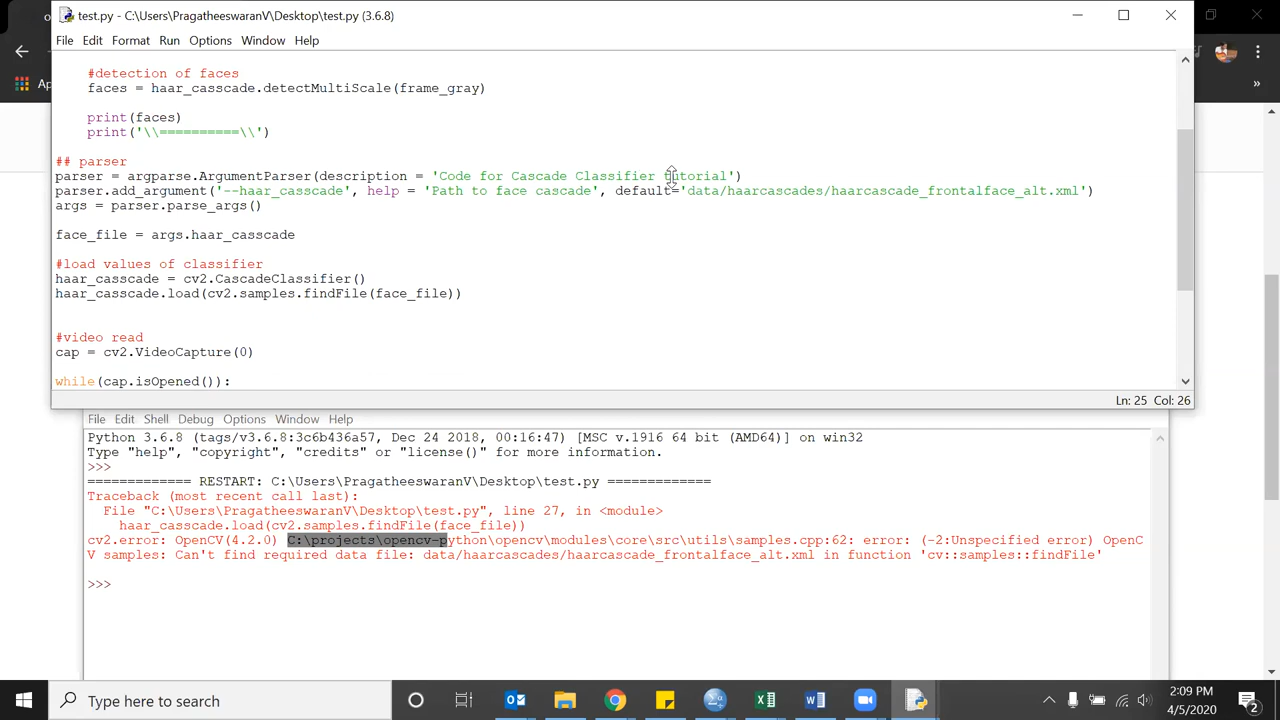 test.py - C:\Users\PragatheeswaranV\Desktop\test.py (3.6.8)
File Edit Format Run Options Window Help
#detection of faces
faces = haar_casscade.detectMultiScale(frame_gray)
print(faces)
print('\\==========\\')
## parser
parser = argparse.ArgumentParser(description = 'Code for Cascade Classifier tutorial')
parser.add_argument('--haar_casscade', help = 'Path to face cascade', default='data/haarcascades/haarcascade_frontalface_alt.xml')
args = parser.parse_args()
face_file = args.haar_casscade
#load values of classifier
haar_casscade = cv2.CascadeClassifier()
haar_casscade.load(cv2.samples.findFile(face_file))
#video read
cap = cv2.VideoCapture(0)
while(cap.isOpened()):
Ln: 25 Col: 26
File Edit Shell Debug Options Window Help
Python 3.6.8 (tags/v3.6.8:3c6b436a57, Dec 24 2018, 00:16:47) [MSC v.1916 64 bit (AMD64)] on win32
Type "help", "copyright", "credits" or "license()" for more information.
>>>
============= RESTART: C:\Users\PragatheeswaranV\Desktop\test.py =============
Traceback (most recent call last):
File "C:\Users\PragatheeswaranV\Desktop\test.py", line 27, in <module>
haar_casscade.load(cv2.samples.findFile(face_file))
cv2.error: OpenCV(4.2.0) C:\projects\opencv-python\opencv\modules\core\src\utils\samples.cpp:62: error: (-2:Unspecified error) OpenC
V samples: Can't find required data file: data/haarcascades/haarcascade_frontalface_alt.xml in function 'cv::samples::findFile'
>>>
Type here to search
2:09 PM
4/5/2020
2